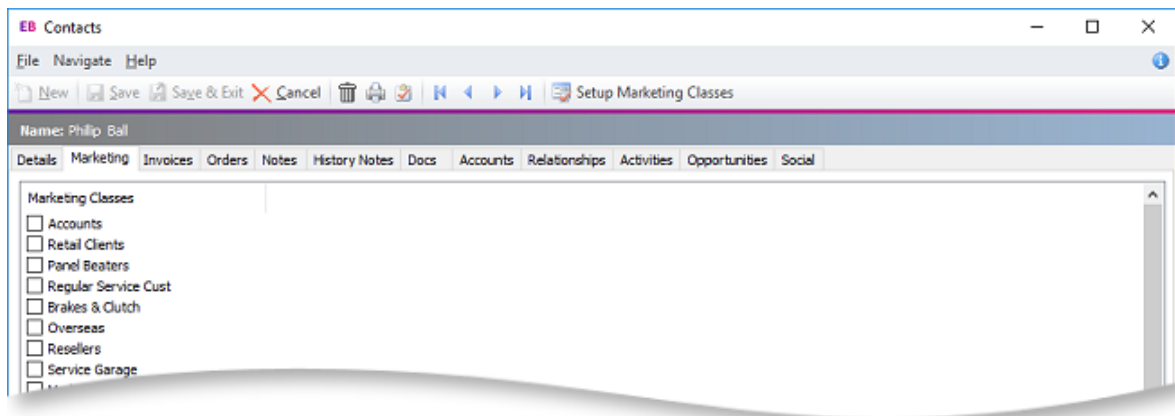 EB Contacts
File Navigate Help
New Save Save & Exit Cancel Setup Marketing Classes
Name: Philip Ball
Details Marketing Invoices Orders Notes History Notes Docs Accounts Relationships Activities Opportunities Social
Marketing Classes
Accounts
Retail Clients
Panel Beaters
Regular Service Cust
Brakes & Clutch
Overseas
Resellers
Service Garage